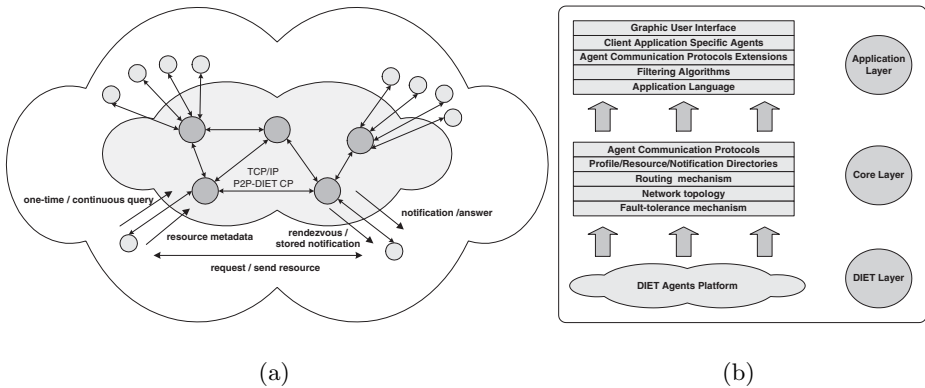 TCP/IP
P2P-DIET CP
one-time / continuous query
resource metadata
rendezvous /
stored notification
notification /answer
request / send resource
(a)
Graphic User Interface
Client Application Specific Agents
Agent Communication Protocols Extensions
Filtering Algorithms
Application Language
Application
Layer
Agent Communication Protocols
Profile/Resource/Notification Directories
Routing mechanism
Network topology
Fault-tolerance mechanism
Core Layer
DIET Agents Platform
DIET Layer
(b)